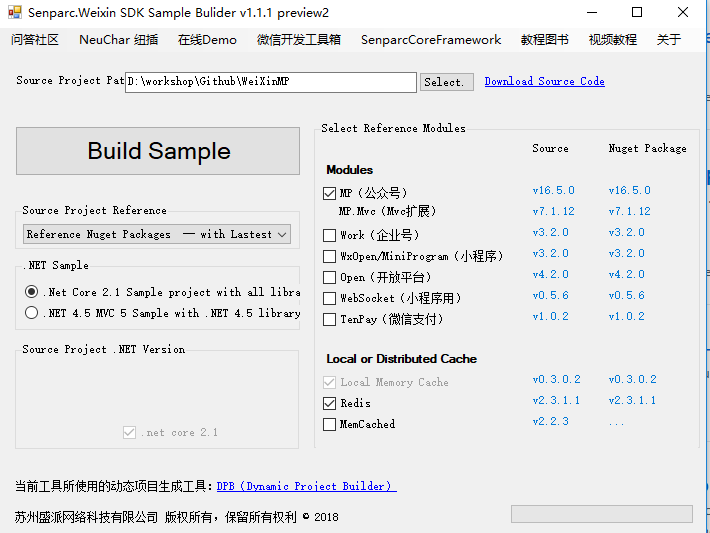 Senparc.Weixin SDK Sample Bulider v1.1.1 preview2
问答社区 NeuChar 纽插 在线Demo 微信开发工具箱 SenparcCoreFramework 教程图书 视频教程 关于
Source Project Pat D:\workshop\Github\WeiXinMP Select. Download Source Code
Build Sample
Source Project Reference
Reference Nuget Packages — with Lastest
.NET Sample
.Net Core 2.1 Sample project with all libra
.NET 4.5 MVC 5 Sample with .NET 4.5 library
Source Project .NET Version
.net core 2.1
Select Reference Modules
Source Nuget Package
Modules
MP（公众号） v16.5.0 v16.5.0
MP.Mvc（Mvc扩展） v7.1.12 v7.1.12
Work（企业号） v3.2.0 v3.2.0
WxOpen/MiniProgram（小程序） v3.2.0 v3.2.0
Open（开放平台） v4.2.0 v4.2.0
WebSocket（小程序用） v0.5.6 v0.5.6
TenPay（微信支付） v1.0.2 v1.0.2
Local or Distributed Cache
Local Memory Cache v0.3.0.2 v0.3.0.2
Redis v2.3.1.1 v2.3.1.1
MemCached v2.2.3 ...
当前工具所使用的动态项目生成工具：DPB（Dynamic Project Builder）
苏州盛派网络科技有限公司 版权所有，保留所有权利 © 2018